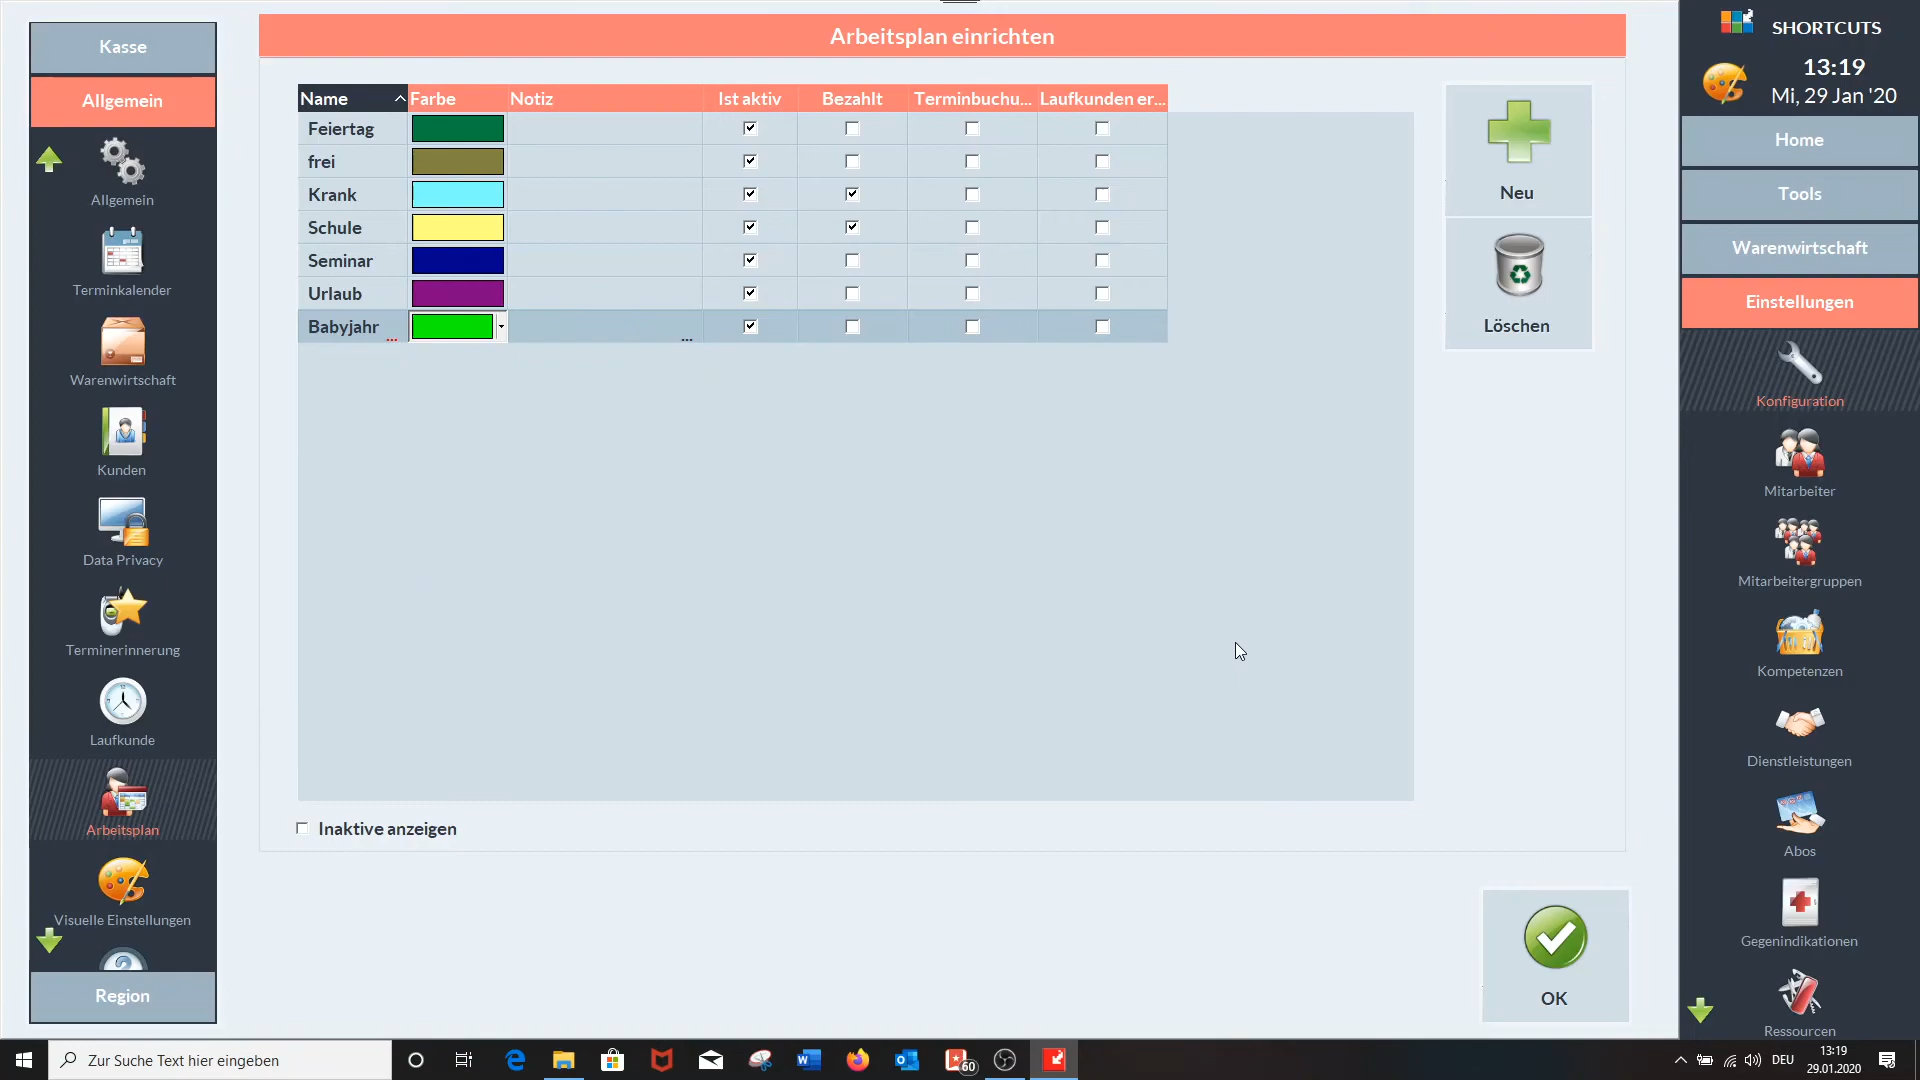 Kasse
Allgemein
Allgemein
Terminkalender
Warenwirtschaft
Kunden
Data Privacy
Terminerinnerung
Laufkunde
Arbeitsplan
Visuelle Einstellungen
Region
Arbeitsplan einrichten
Name Farbe Notiz Ist aktiv Bezahlt Terminbuchu... Laufkunden er...
Feiertag
frei
Krank
Schule
Seminar
Urlaub
Babyjahr ... ...
Inaktive anzeigen
Neu
Löschen
OK
SHORTCUTS
13:19
Mi, 29 Jan '20
Home
Tools
Warenwirtschaft
Einstellungen
Konfiguration
Mitarbeiter
Mitarbeitergruppen
Kompetenzen
Dienstleistungen
Abos
Gegenindikationen
Ressourcen
Zur Suche Text hier eingeben
60
DEU
13:19
29.01.2020